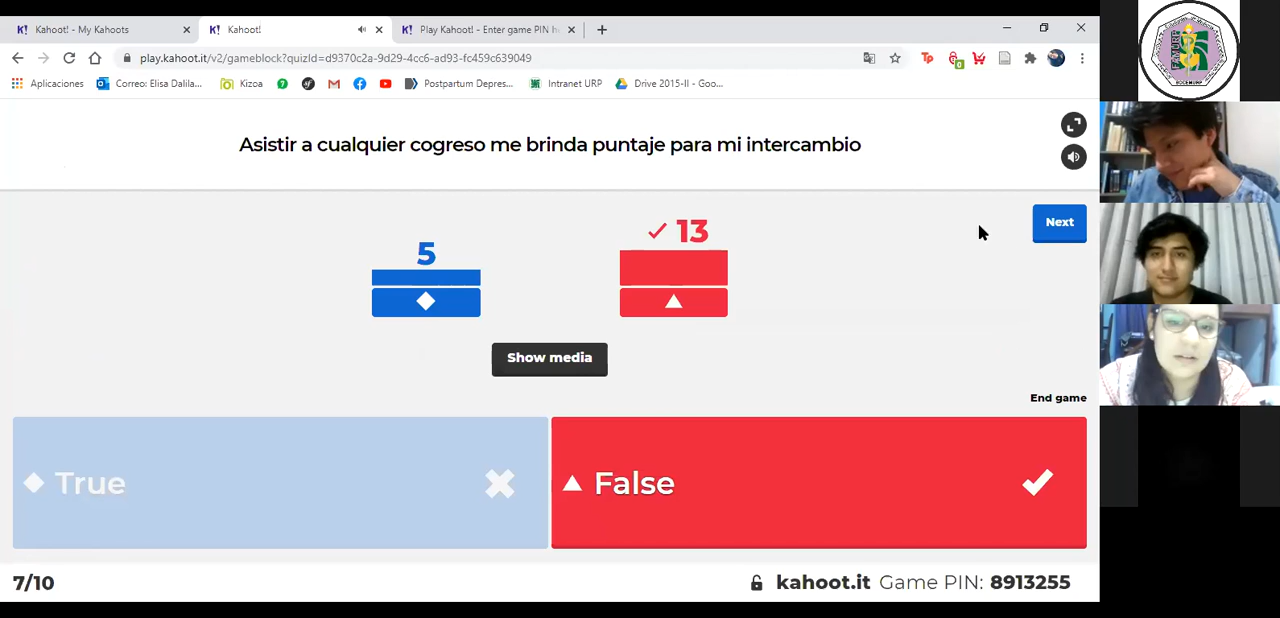 Kahoot! - My Kahoots
Kahoot!
Play Kahoot! - Enter game PIN h
play.kahoot.it/v2/gameblock?quizId=d9370c2a-9d29-4cc6-ad93-fc43d0d39049
Aplicaciones
Correo: Elisa Dalila...
Kizoa
Postpartum Depres...
Intranet URP
Drive 2015-II - Goo...
Asistir a cualquier cogreso me brinda puntaje para mi intercambio
Next
5
13
Show media
End game
True
False
7/10
kahoot.it Game PIN: 8913255